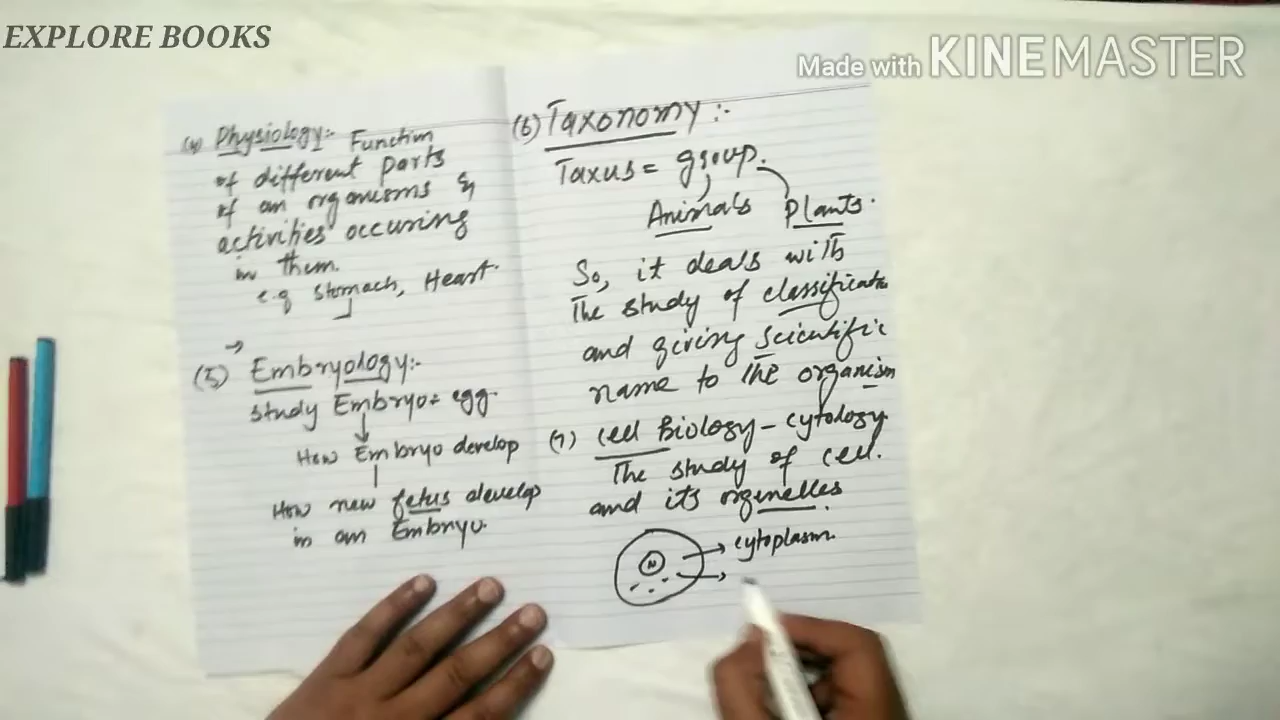 EXPLORE BOOKS
Made with KINEMASTER
(4) Physiology:- Function
of different parts
of an organisms &
activities occuring
in them.
e.g Stomach, Heart.
(5) Embryology:-
study Embryo + egg.
How Embryo develop
How new fetus develop
in an Embryo.
(6) Taxonomy:-
Taxus = group.
Animals Plants.
So, it deals with
The study of classification
and giving Scientific
name to The organism
(7) cell Biology - cytology
The study of cell.
and its orgenelles.
N
cytoplasm.